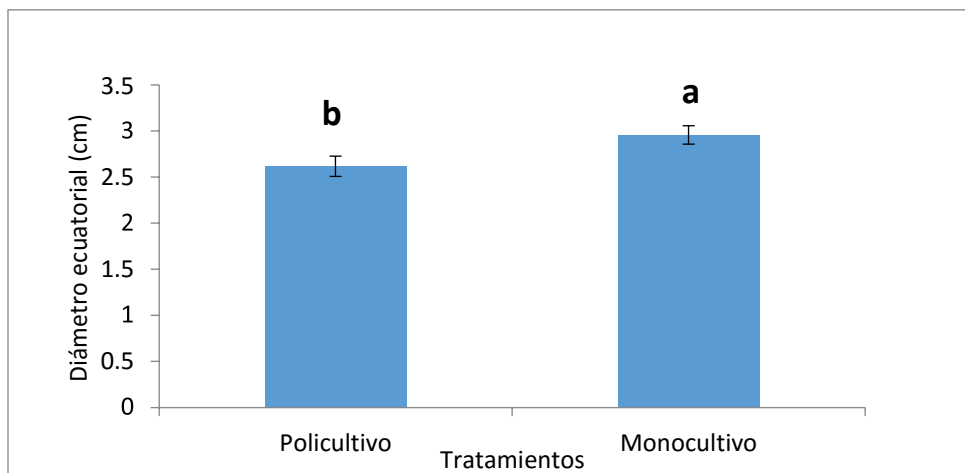 Diámetro ecuatorial (cm)
3.5
3
2.5
2
1.5
1
0.5
0
b
a
Policultivo
Monocultivo
Tratamientos